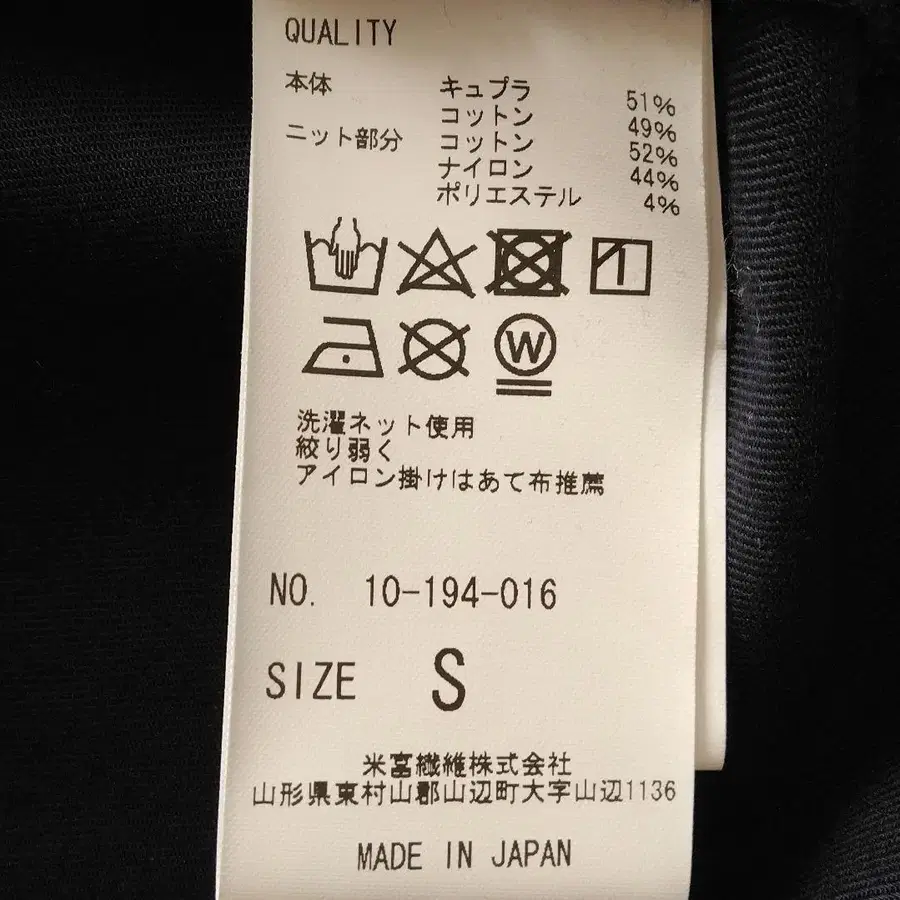 QUALITY
本体 キュプラ 51%
コットン 49%
ニット部分 コットン 52%
ナイロン 44%
ポリエステル 4%
W
洗濯ネット使用
絞り弱く
アイロン掛けはあて布推薦
NO. 10-194-016
SIZE S
米富繊維株式会社
山形県東村山郡山辺町大字山辺1136
MADE IN JAPAN